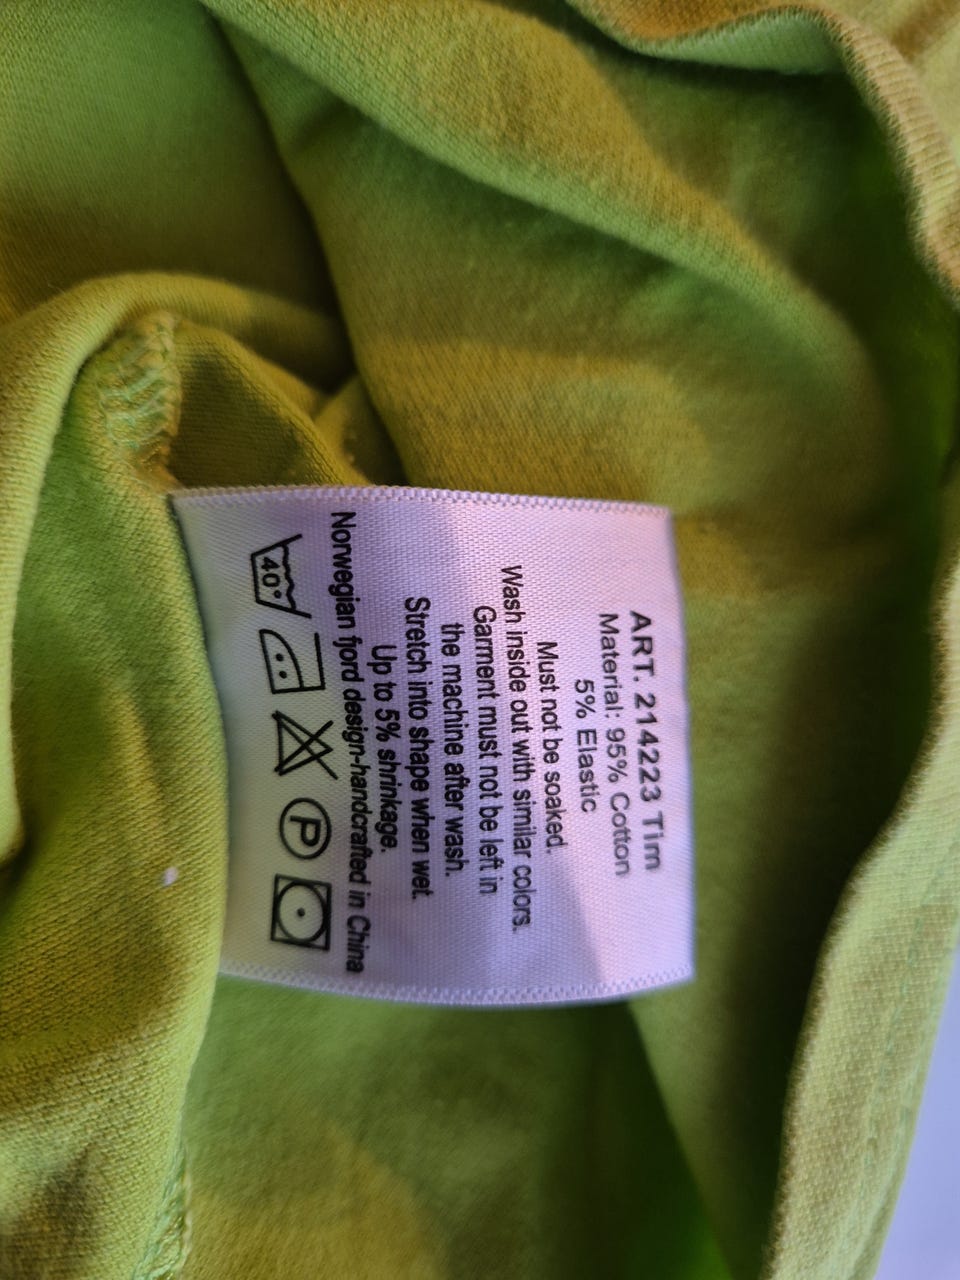 ART. 214223 Tim
Material: 95% Cotton
5% Elastic
Must not be soaked.
Wash inside out with similar colors.
Garment must not be left in
the machine after wash.
Stretch into shape when wet.
Up to 5% shrinkage.
Norwegian fjord design-handcrafted in China
40° P